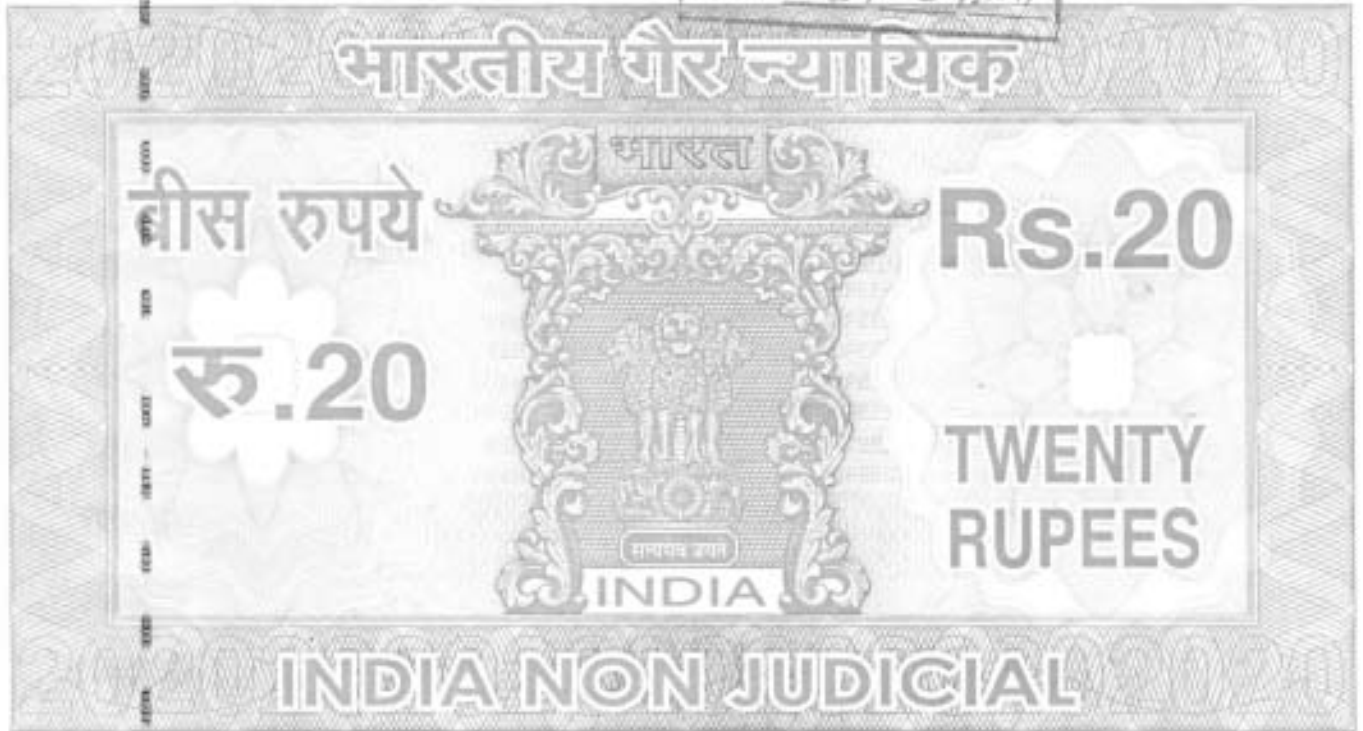 भारतीय गैर न्यायिक
भारत
बीस रुपये
Rs.20
रु.20
TWENTY
RUPEES
सत्यमेव जयते
INDIA
INDIA NON JUDICIAL